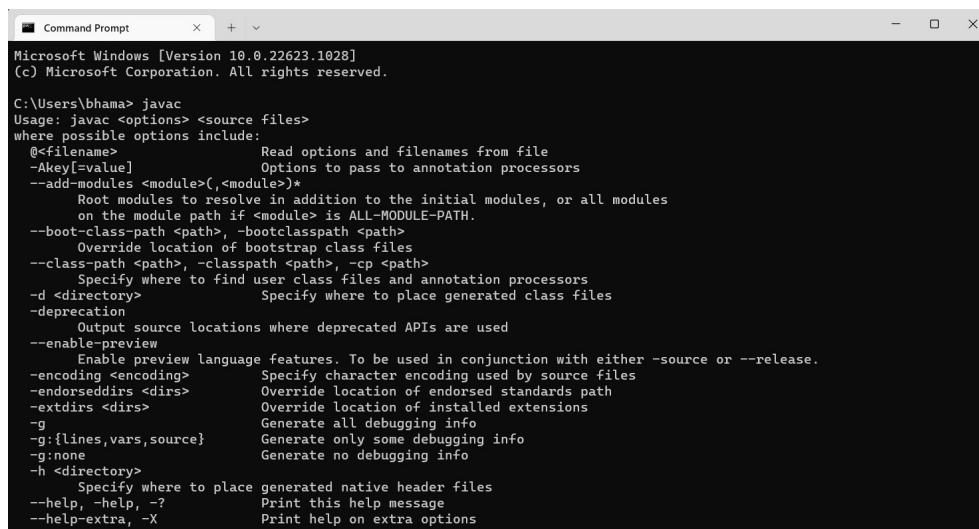 Command Prompt
Microsoft Windows [Version 10.0.22623.1028]
(c) Microsoft Corporation. All rights reserved.
C:\Users\bhama> javac
Usage: javac <options> <source files>
where possible options include:
  @<filename>                  Read options and filenames from file
  -Akey[=value]                Options to pass to annotation processors
  --add-modules <module>(,<module>)*
        Root modules to resolve in addition to the initial modules, or all modules
        on the module path if <module> is ALL-MODULE-PATH.
  --boot-class-path <path>, -bootclasspath <path>
        Override location of bootstrap class files
  --class-path <path>, -classpath <path>, -cp <path>
        Specify where to find user class files and annotation processors
  -d <directory>               Specify where to place generated class files
  -deprecation
        Output source locations where deprecated APIs are used
  --enable-preview
        Enable preview language features. To be used in conjunction with either -source or --release.
  -encoding <encoding>         Specify character encoding used by source files
  -endorseddirs <dirs>         Override location of endorsed standards path
  -extdirs <dirs>              Override location of installed extensions
  -g                           Generate all debugging info
  -g:{lines,vars,source}       Generate only some debugging info
  -g:none                      Generate no debugging info
  -h <directory>
        Specify where to place generated native header files
  --help, -help, -?            Print this help message
  --help-extra, -X             Print help on extra options